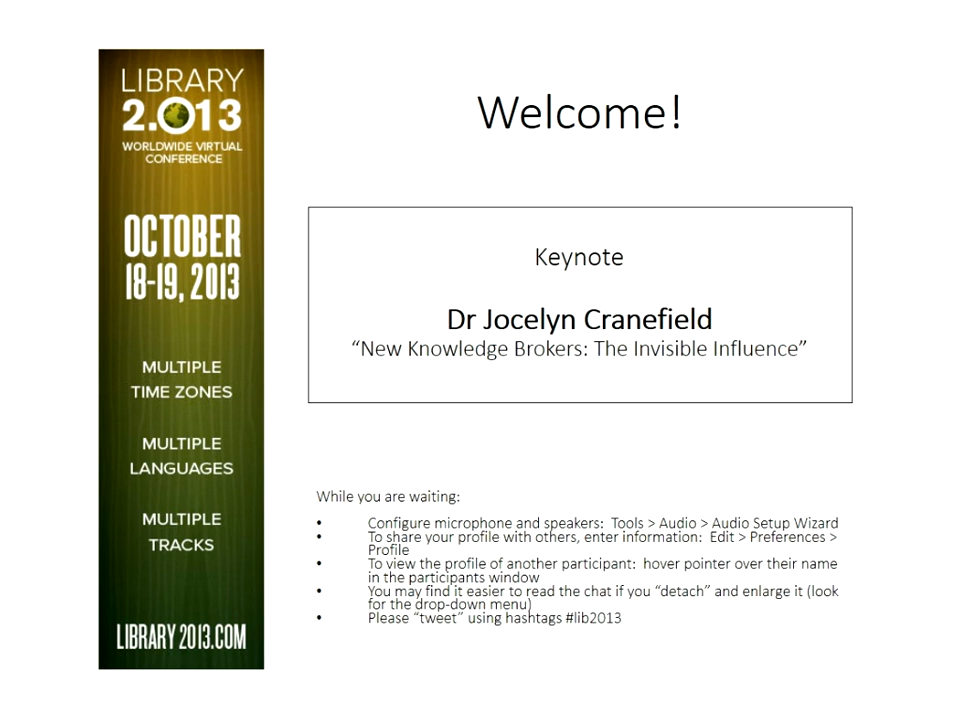 LIBRARY
2.013
WORLDWIDE VIRTUAL
CONFERENCE
OCTOBER
18-19, 2013
MULTIPLE
TIME ZONES
MULTIPLE
LANGUAGES
MULTIPLE
TRACKS
LIBRARY 2013.COM
Welcome!
Keynote
Dr Jocelyn Cranefield
“New Knowledge Brokers: The Invisible Influence”
While you are waiting:
• Configure microphone and speakers: Tools > Audio > Audio Setup Wizard
• To share your profile with others, enter information: Edit > Preferences >
Profile
• To view the profile of another participant: hover pointer over their name
in the participants window
• You may find it easier to read the chat if you “detach” and enlarge it (look
for the drop-down menu)
• Please “tweet” using hashtags #lib2013